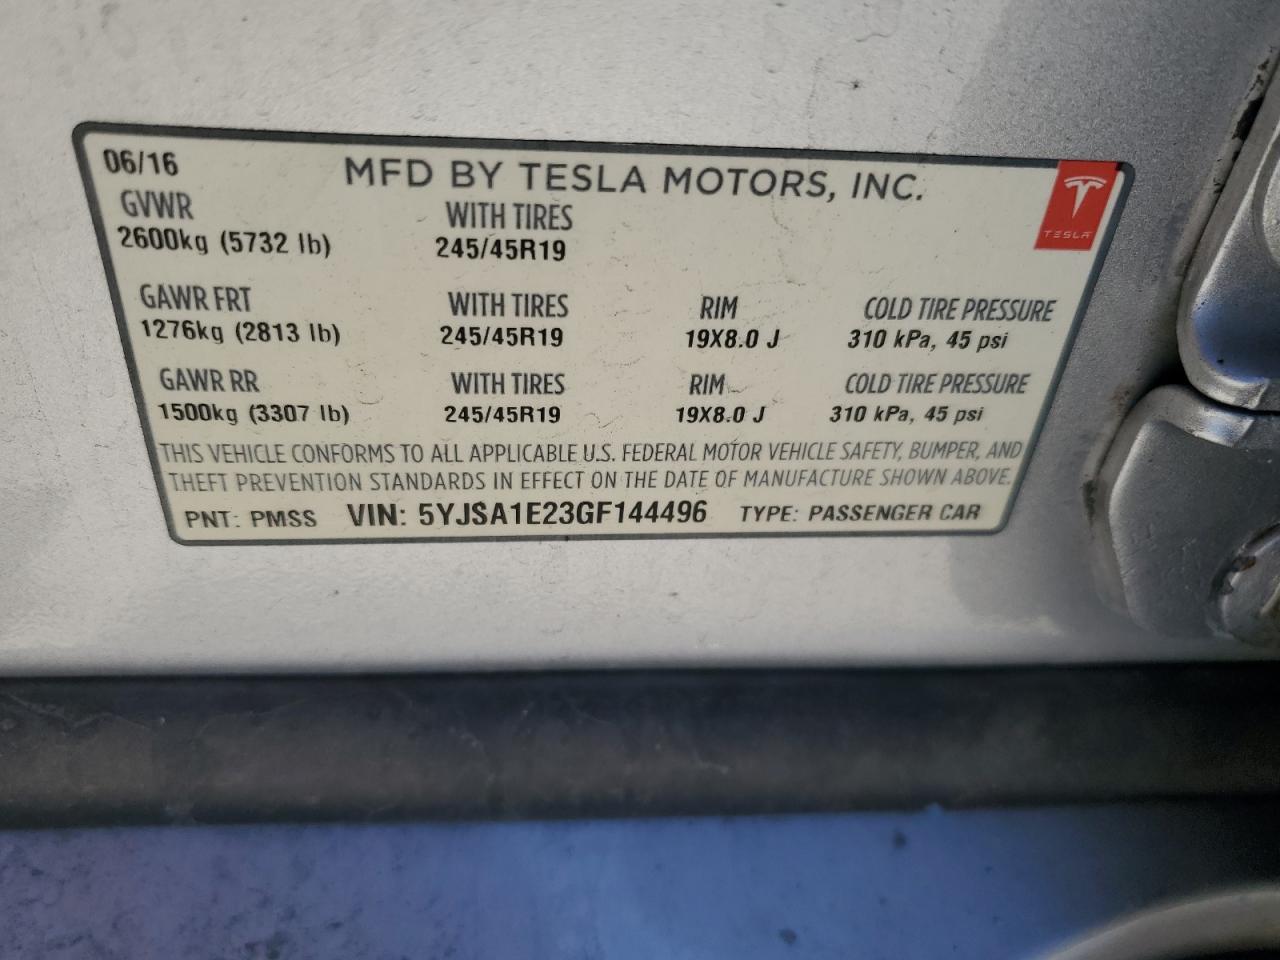 06/16 MFD BY TESLA MOTORS, INC.
TESLA
GVWR WITH TIRES
2600kg (5732 lb) 245/45R19
GAWR FRT WITH TIRES RIM COLD TIRE PRESSURE
1276kg (2813 lb) 245/45R19 19X8.0 J 310 kPa, 45 psi
GAWR RR WITH TIRES RIM COLD TIRE PRESSURE
1500kg (3307 lb) 245/45R19 19X8.0 J 310 kPa, 45 psi
THIS VEHICLE CONFORMS TO ALL APPLICABLE U.S. FEDERAL MOTOR VEHICLE SAFETY, BUMPER, AND
THEFT PREVENTION STANDARDS IN EFFECT ON THE DATE OF MANUFACTURE SHOWN ABOVE.
PNT: PMSS VIN: 5YJSA1E23GF144496 TYPE: PASSENGER CAR